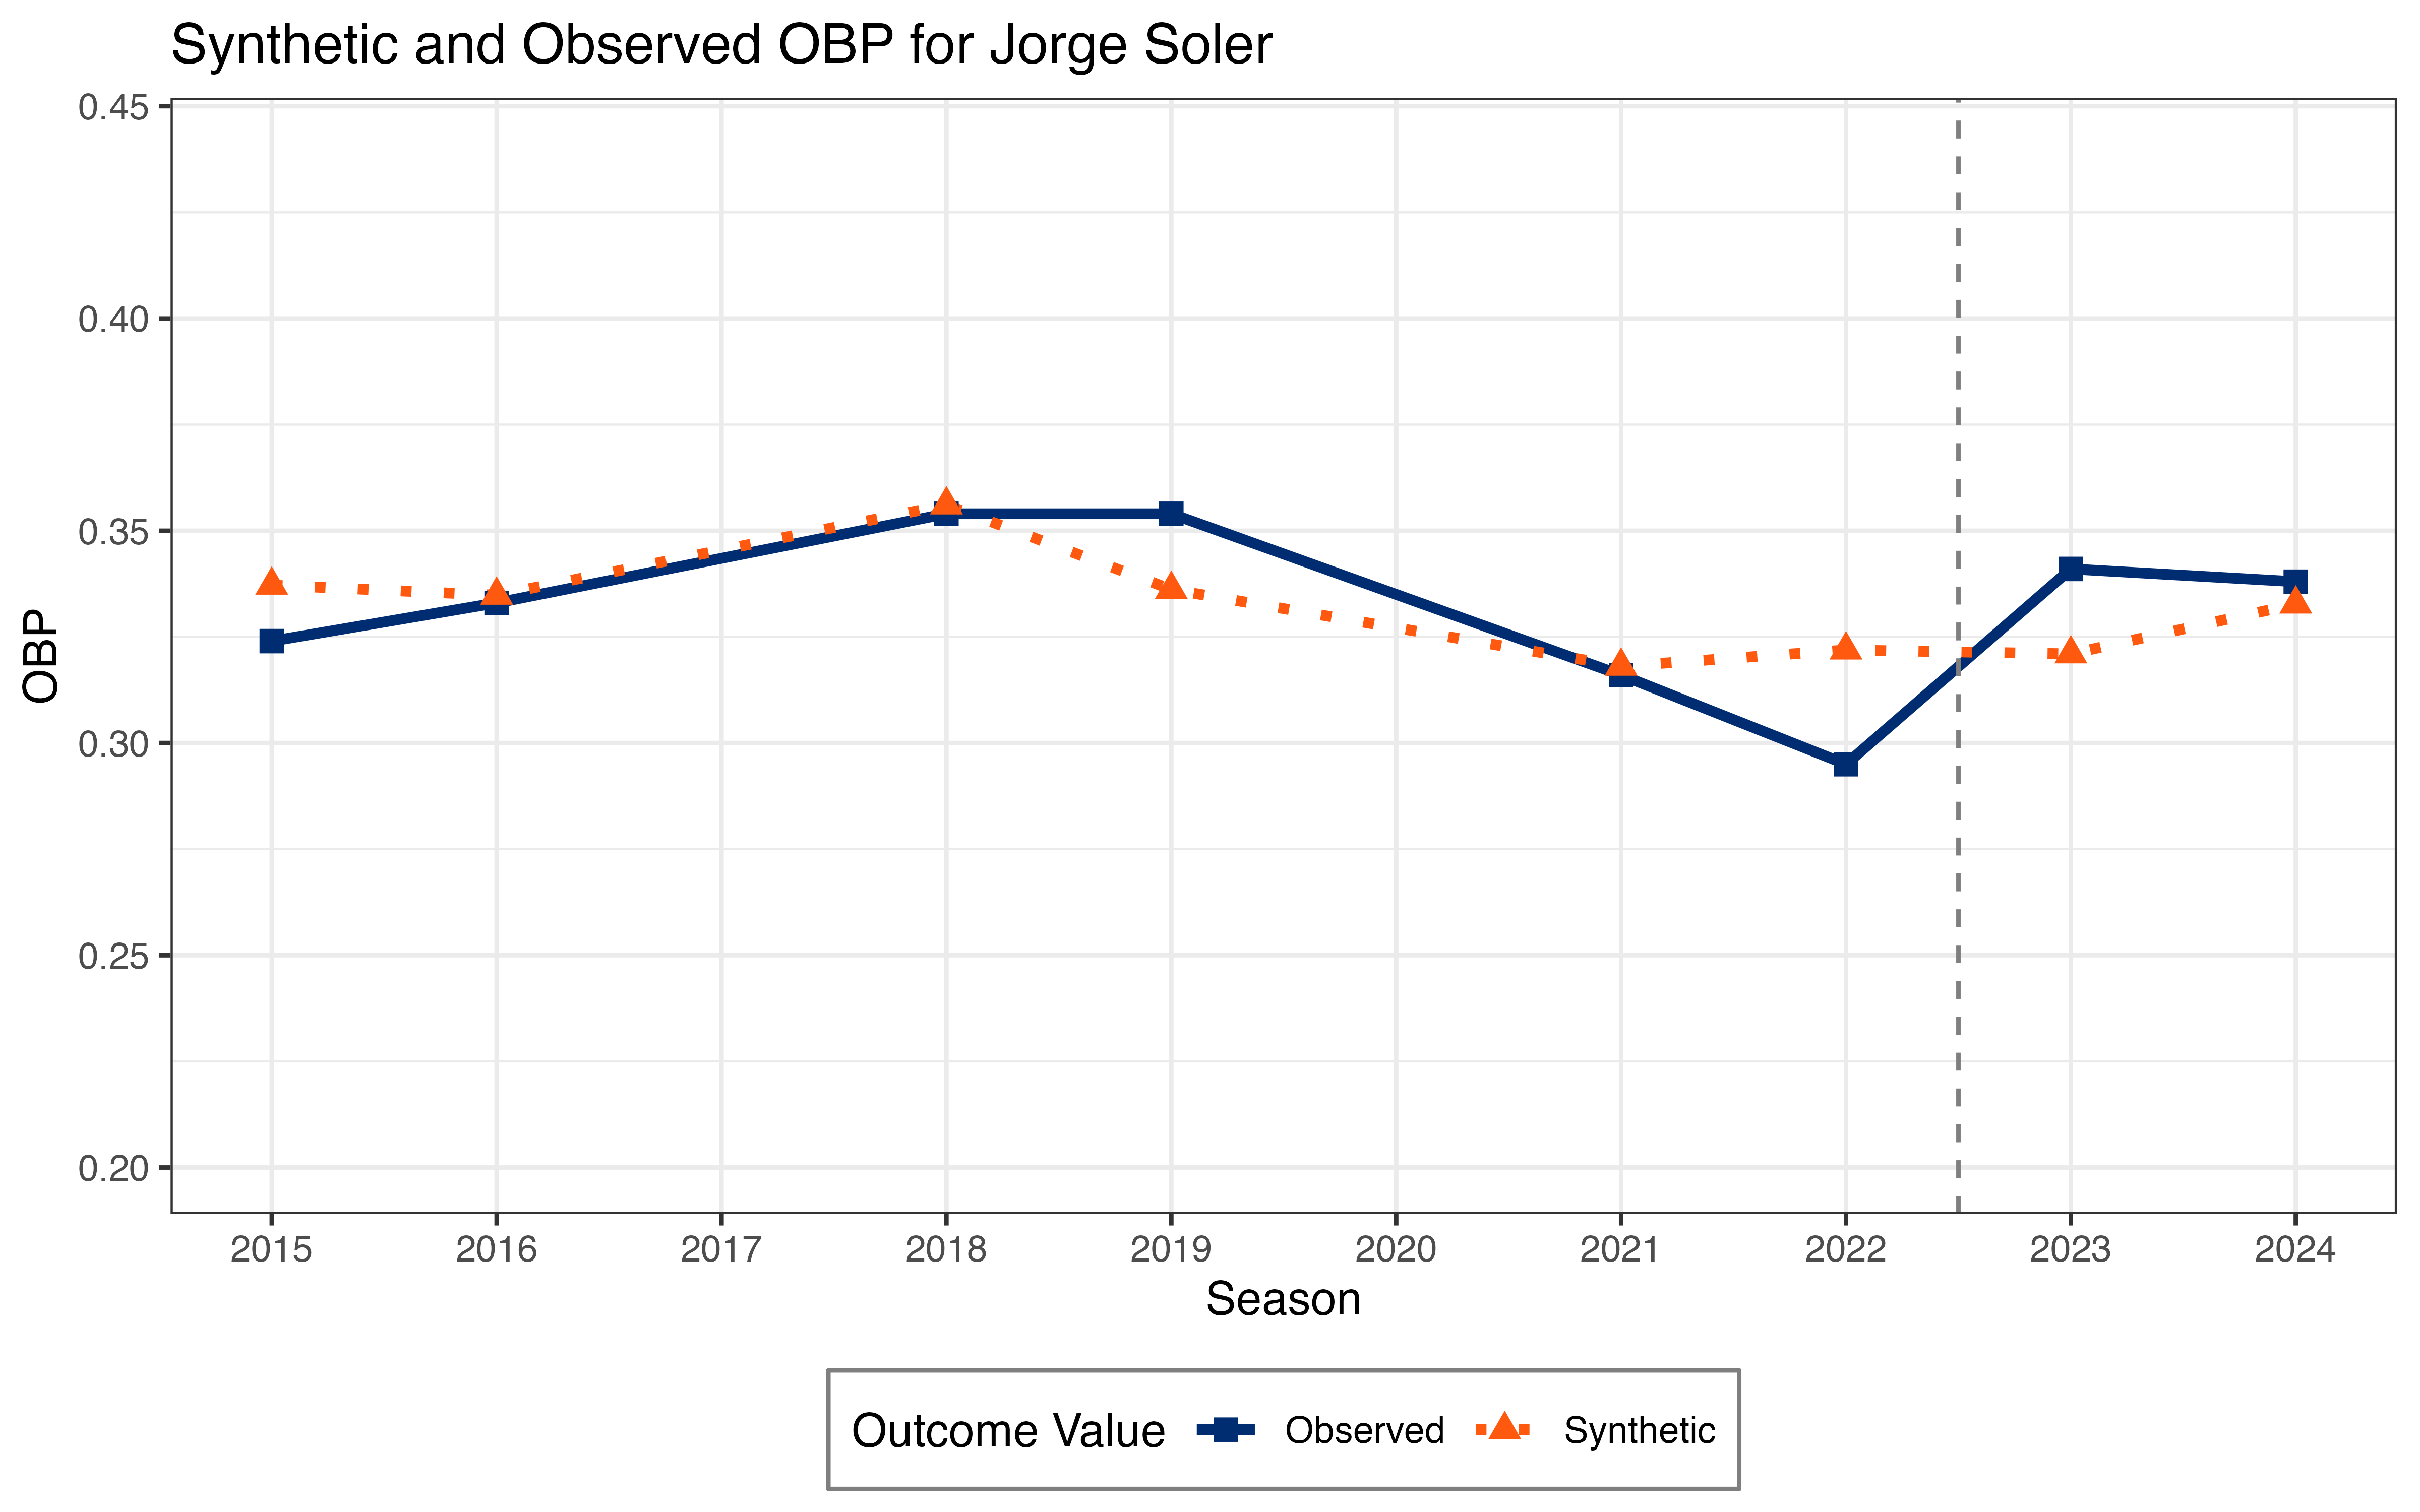 Synthetic and Observed OBP for Jorge Soler
0.45
0.40
0.35
0.30
0.25
0.20
OBP
2015 2016 2017 2018 2019 2020 2021 2022 2023 2024
Season
Outcome Value Observed Synthetic